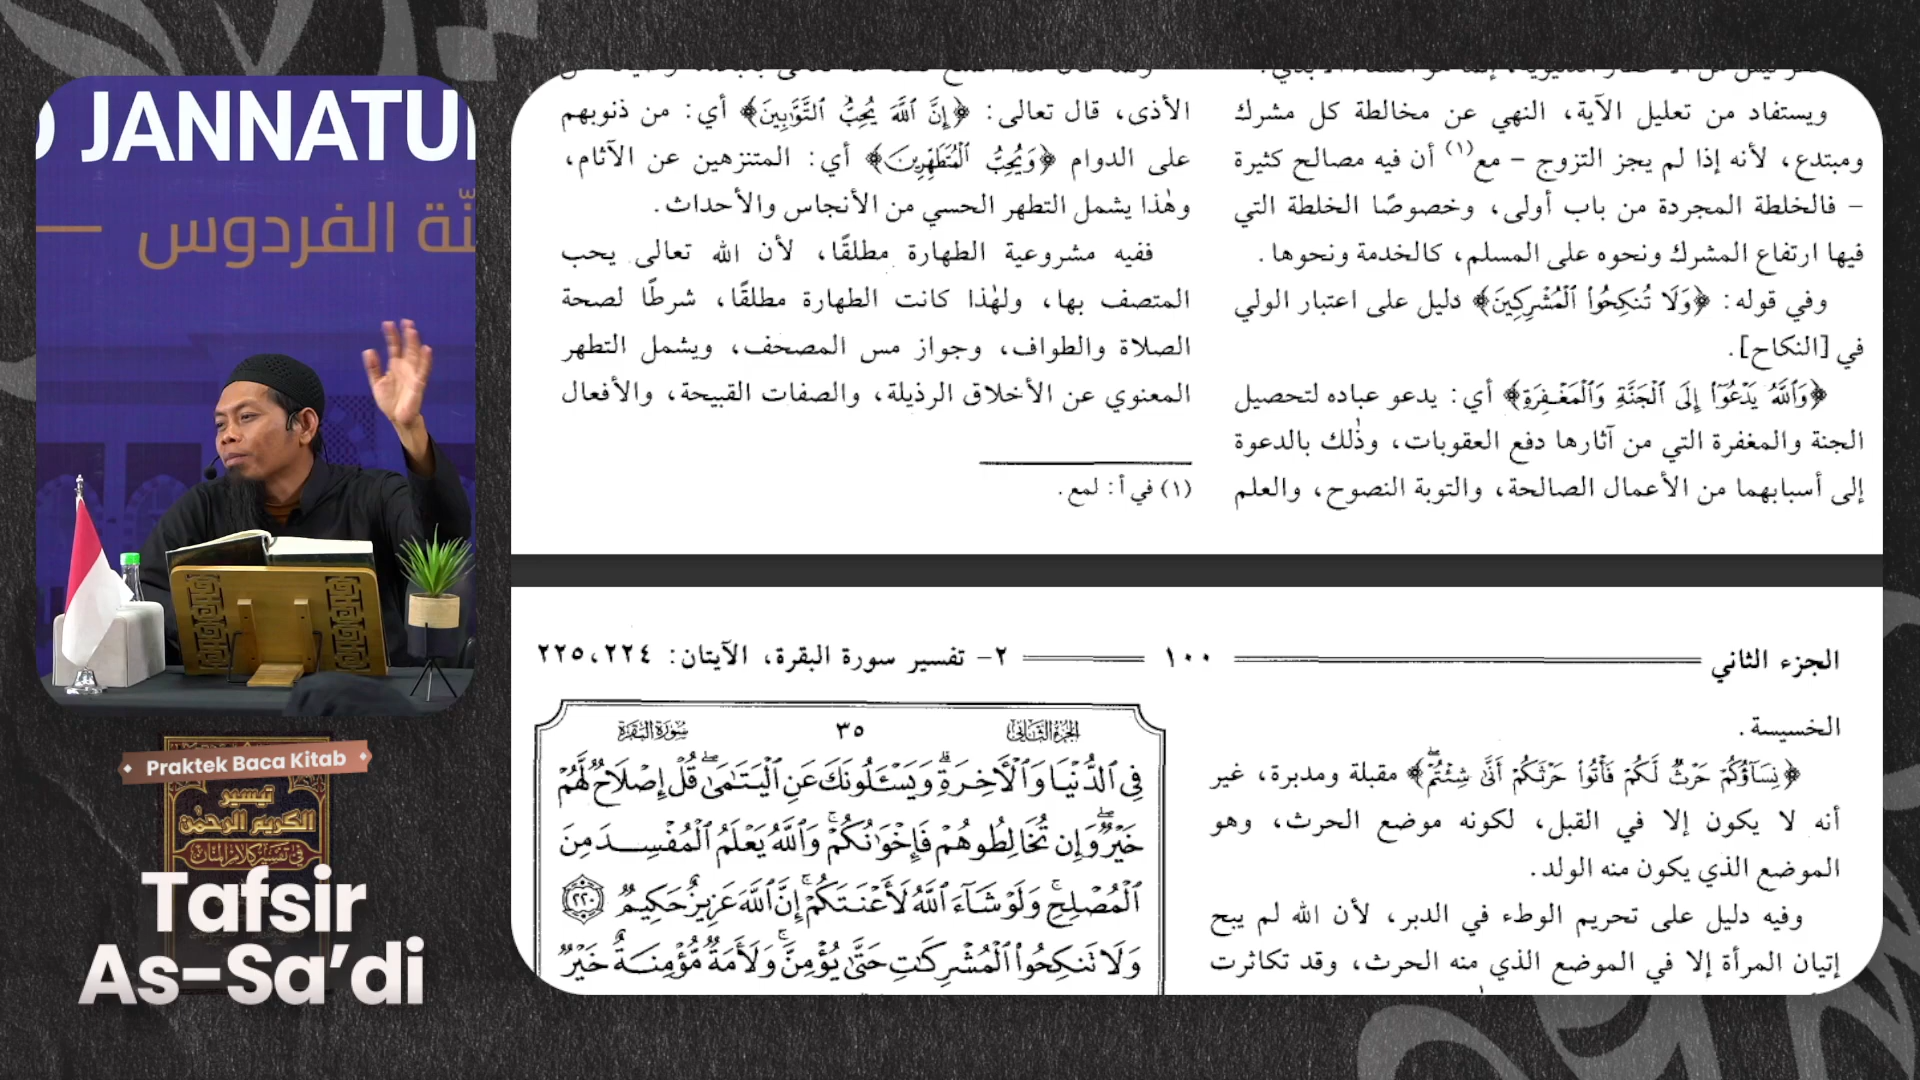 JANNATU
ـنّة الفردوس
Praktek Baca Kitab
تيسير
الكريم الرحمن
في تفسير كلام المنان
Tafsir
As-Sa'di
ويستفاد من تعليل الآية، النهي عن مخالطة كل مشرك
ومبتدع، لأنه إذا لم يجز التزوج – مع(١) أن فيه مصالح كثيرة
– فالخلطة المجردة من باب أولى، وخصوصًا الخلطة التي
فيها ارتفاع المشرك ونحوه على المسلم، كالخدمة ونحوها.
وفي قوله: ﴿وَلَا تُنكِحُوا۟ ٱلْمُشْرِكِينَ﴾ دليل على اعتبار الولي
في [النكاح].
﴿وَٱللَّهُ يَدْعُوٓا۟ إِلَى ٱلْجَنَّةِ وَٱلْمَغْفِرَةِ﴾ أي: يدعو عباده لتحصيل
الجنة والمغفرة التي من آثارها دفع العقوبات، وذٰلك بالدعوة
إلى أسبابهما من الأعمال الصالحة، والتوبة النصوح، والعلم
الأذى، قال تعالى: ﴿إِنَّ ٱللَّهَ يُحِبُّ ٱلتَّوَّٰبِينَ﴾ أي: من ذنوبهم
على الدوام ﴿وَيُحِبُّ ٱلْمُتَطَهِّرِينَ﴾ أي: المتنزهين عن الآثام،
وهٰذا يشمل التطهر الحسي من الأنجاس والأحداث.
ففيه مشروعية الطهارة مطلقًا، لأن الله تعالى يحب
المتصف بها، ولهٰذا كانت الطهارة مطلقًا، شرطًا لصحة
الصلاة والطواف، وجواز مس المصحف، ويشمل التطهر
المعنوي عن الأخلاق الرذيلة، والصفات القبيحة، والأفعال
(١) في أ: لمع.
الجزء الثاني ١٠٠ ٢– تفسير سورة البقرة، الآيتان: ٢٢٤،٢٢٥
الخسيسة.
﴿نِسَآؤُكُمْ حَرْثٌ لَّكُمْ فَأْتُوا۟ حَرْثَكُمْ أَنَّىٰ شِئْتُمْ﴾ مقبلة ومدبرة، غير
أنه لا يكون إلا في القبل، لكونه موضع الحرث، وهو
الموضع الذي يكون منه الولد.
وفيه دليل على تحريم الوطء في الدبر، لأن الله لم يبح
إتيان المرأة إلا في الموضع الذي منه الحرث، وقد تكاثرت
الجزء الثاني ٣٥ سورة البقرة
فِى ٱلدُّنْيَا وَٱلْـَٔاخِرَةِ ۗ وَيَسْـَٔلُونَكَ عَنِ ٱلْيَتَـٰمَىٰ ۖ قُلْ إِصْلَاحٌ لَّهُمْ
خَيْرٌ ۖ وَإِن تُخَالِطُوهُمْ فَإِخْوَٰنُكُمْ ۚ وَٱللَّهُ يَعْلَمُ ٱلْمُفْسِدَ مِنَ
ٱلْمُصْلِحِ ۚ وَلَوْ شَآءَ ٱللَّهُ لَأَعْنَتَكُمْ ۚ إِنَّ ٱللَّهَ عَزِيزٌ حَكِيمٌ ٢٢٠
وَلَا تَنكِحُوا۟ ٱلْمُشْرِكَـٰتِ حَتَّىٰ يُؤْمِنَّ ۚ وَلَأَمَةٌ مُّؤْمِنَةٌ خَيْرٌ